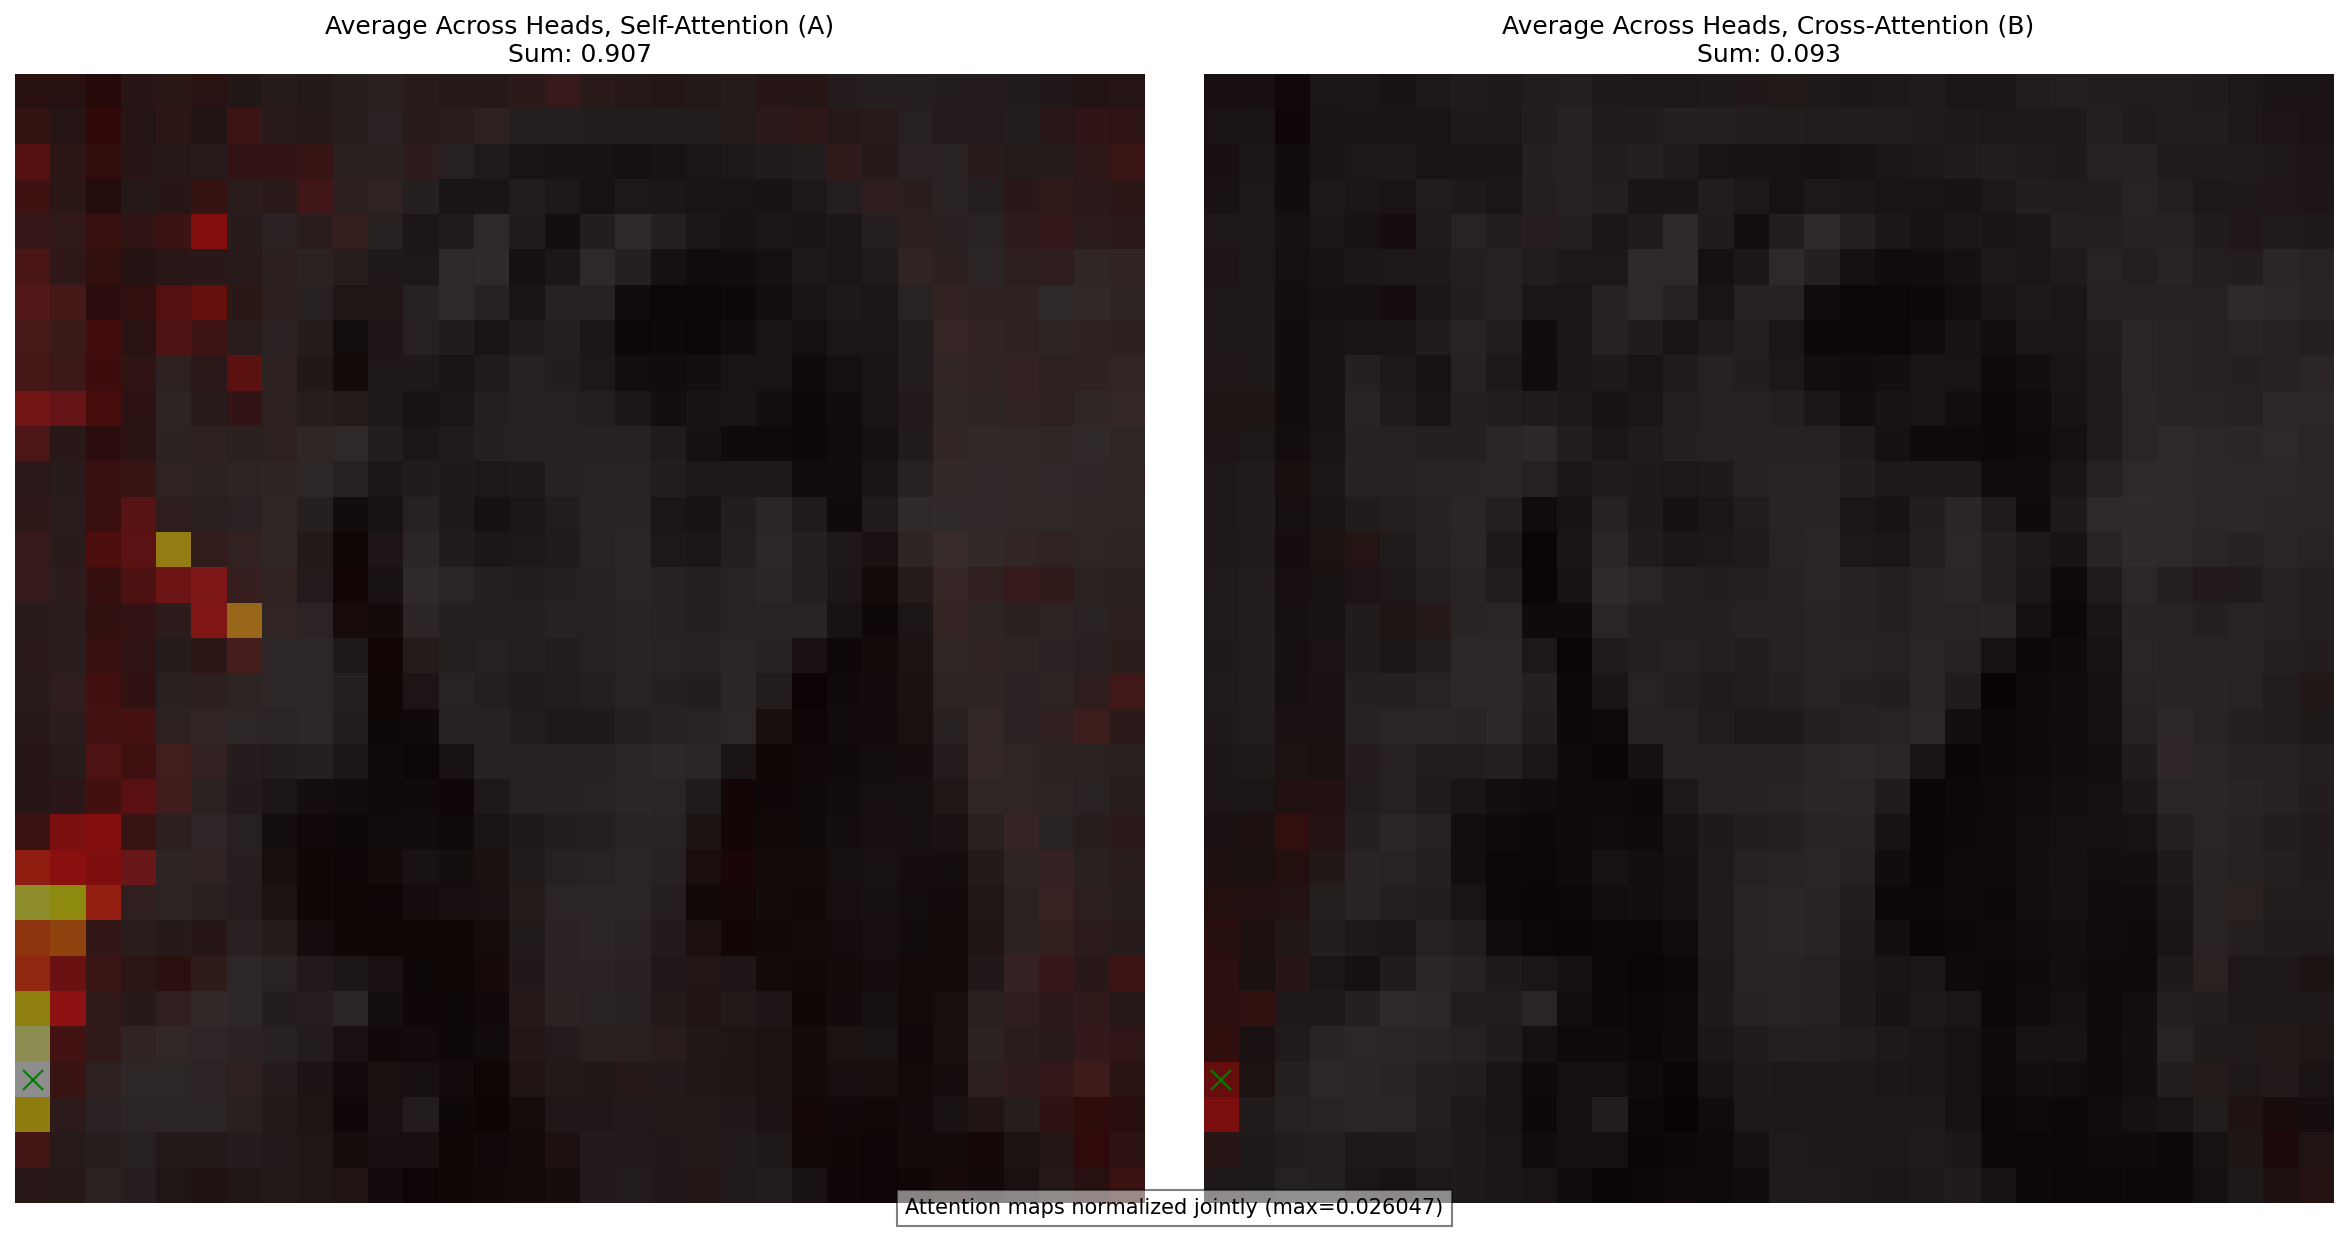 Average Across Heads, Self-Attention (A)
Sum: 0.907
Average Across Heads, Cross-Attention (B)
Sum: 0.093
Attention maps normalized jointly (max=0.026047)